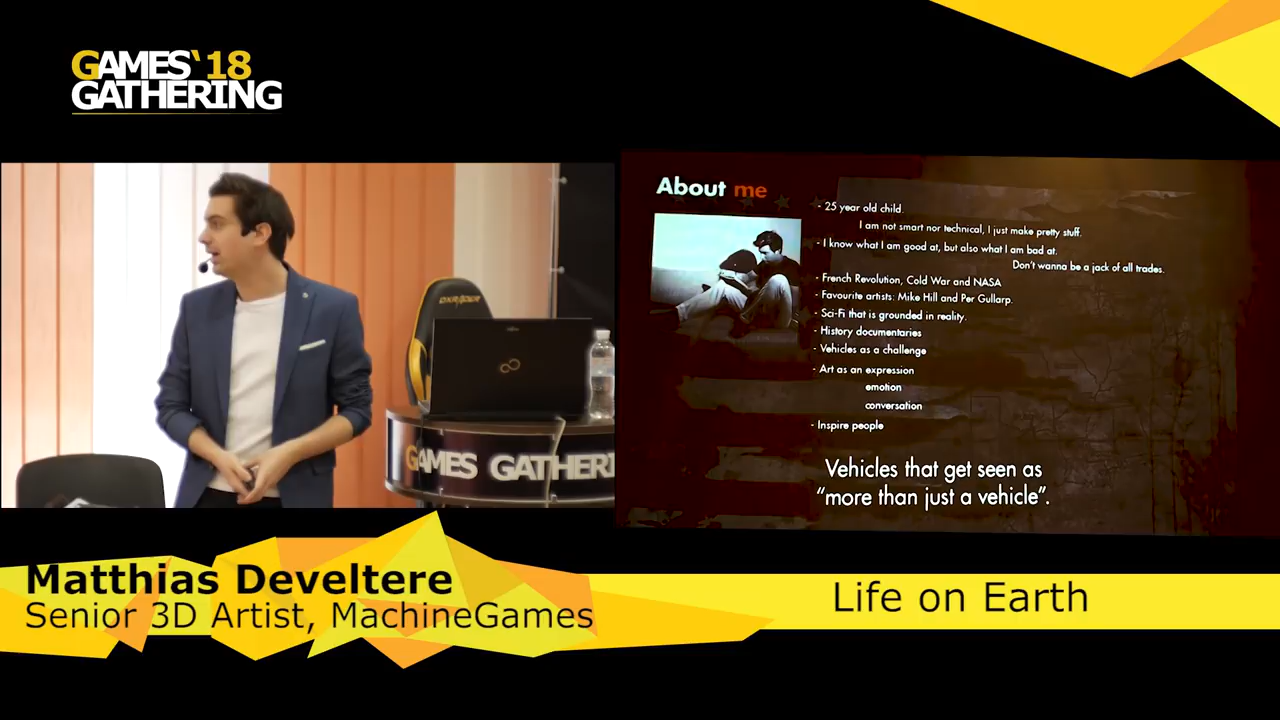 GAMES'18
GATHERING
About me
- 25 year old child.
I am not smart nor technical, I just make pretty stuff.
- I know what I am good at, but also what I am bad at.
Don't wanna be a jack of all trades.
- French Revolution, Cold War and NASA
- Favourite artists: Mike Hill and Per Gullarp.
- Sci-Fi that is grounded in reality.
- History documentaries
- Vehicles as a challenge
- Art as an expression
emotion
conversation
- Inspire people
Vehicles that get seen as
“more than just a vehicle”.
DXRACER
GAMES GATHERI
Matthias Develtere
Senior 3D Artist, MachineGames
Life on Earth